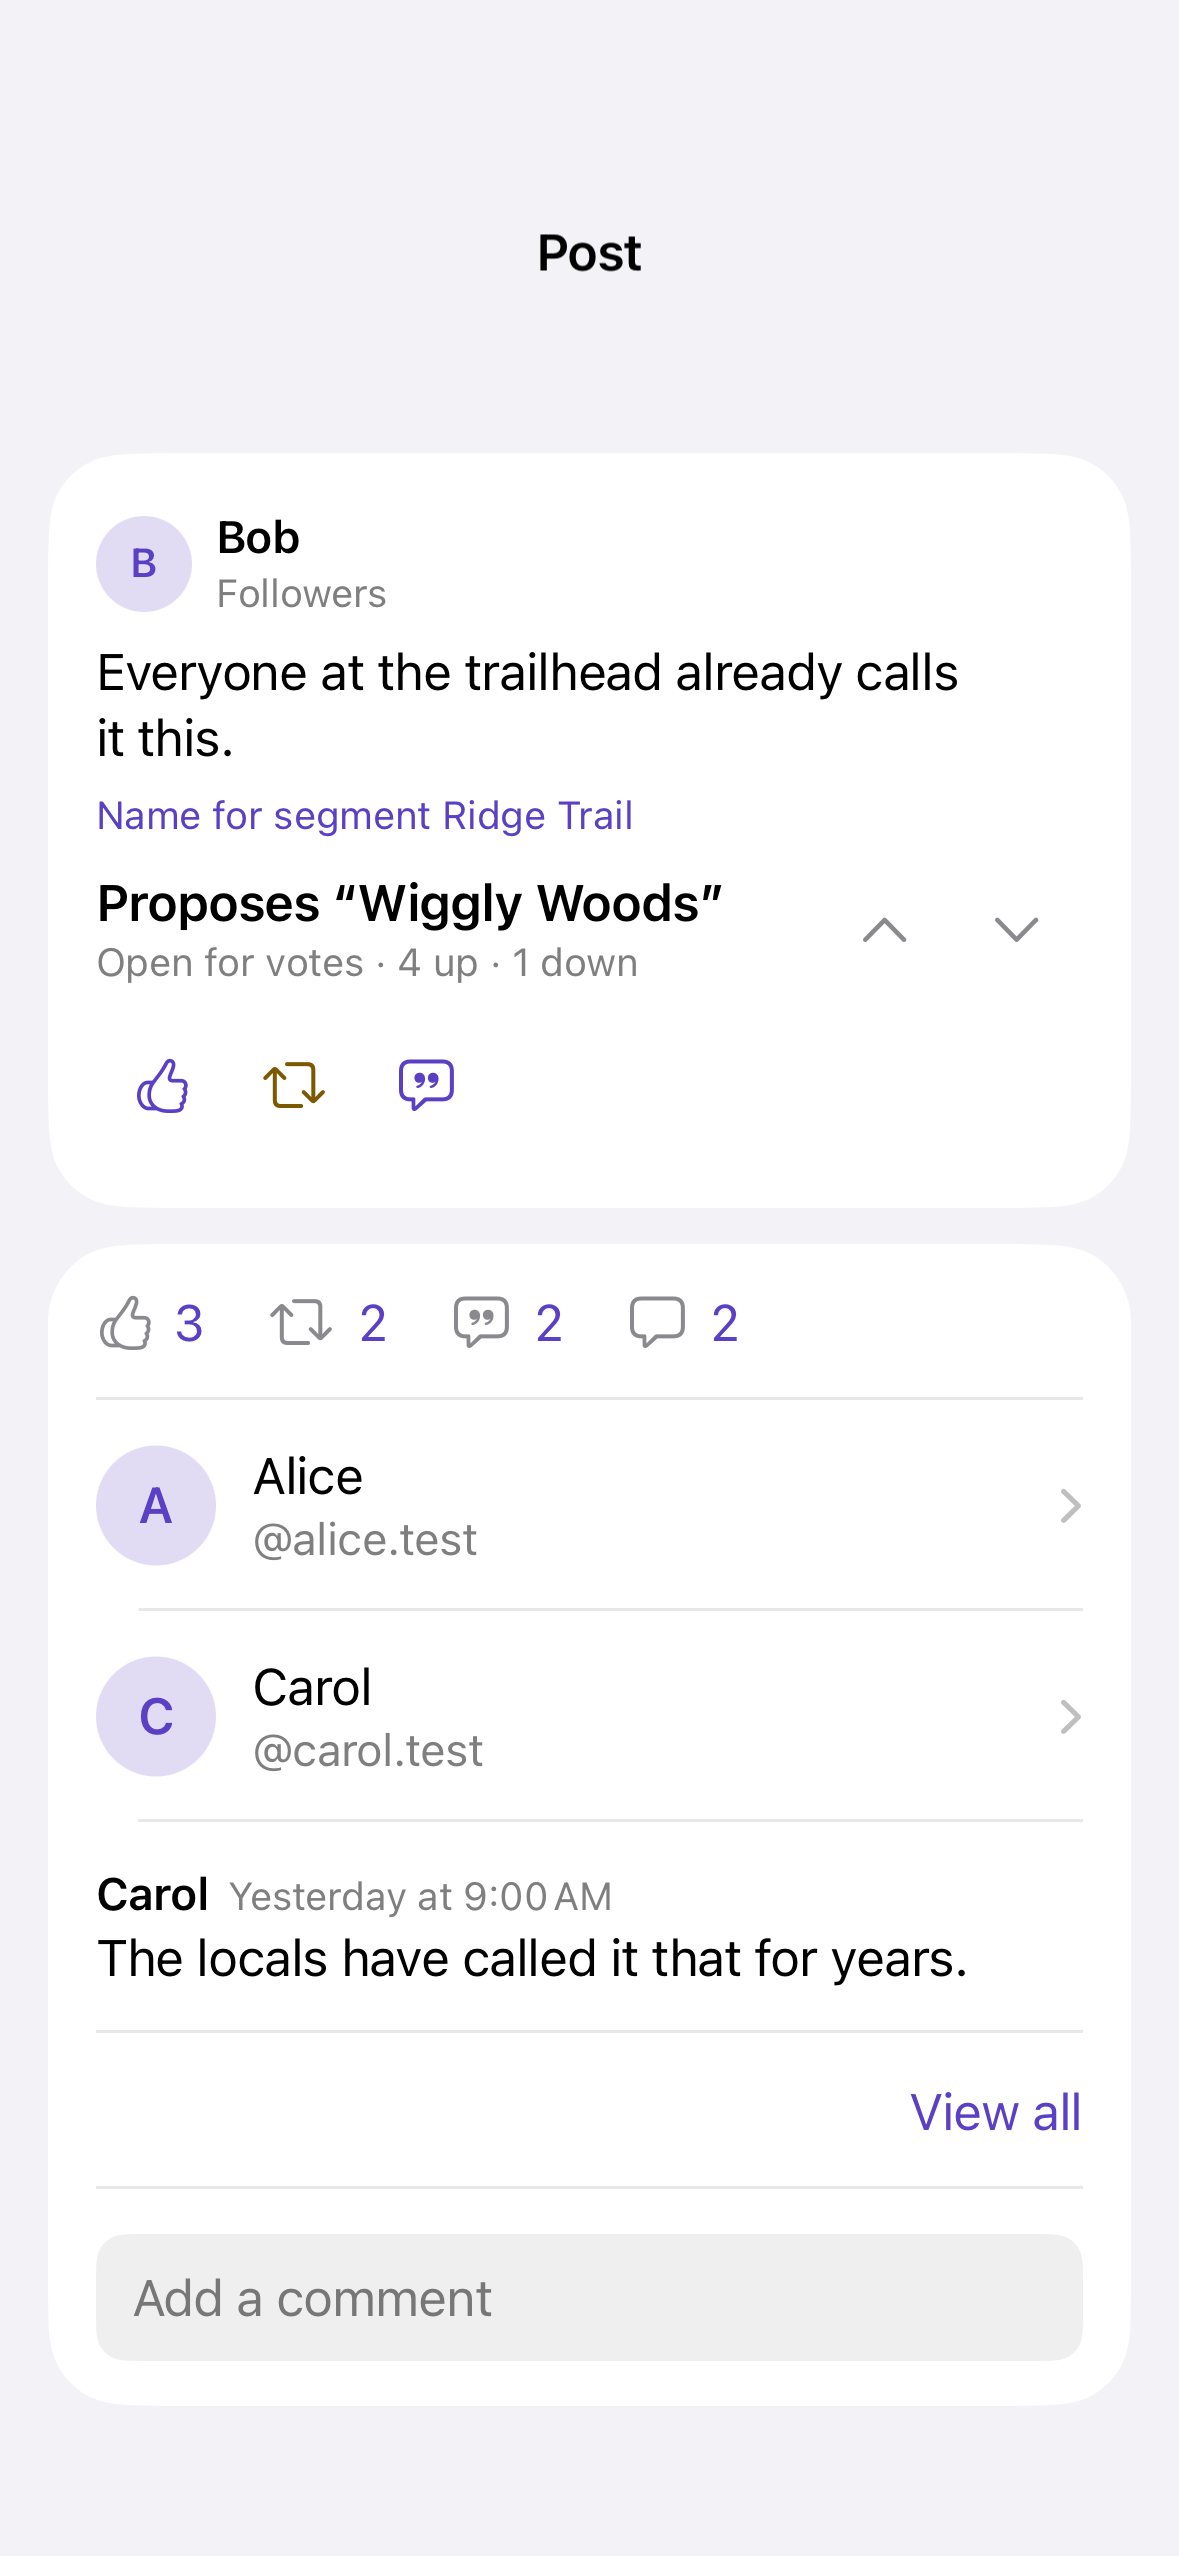 Post
B
Bob
Followers
Everyone at the trailhead already calls
it this.
Name for segment Ridge Trail
Proposes “Wiggly Woods”
Open for votes · 4 up · 1 down
3 2 2 2
A
Alice
@alice.test
C
Carol
@carol.test
Carol Yesterday at 9:00 AM
The locals have called it that for years.
View all
Add a comment